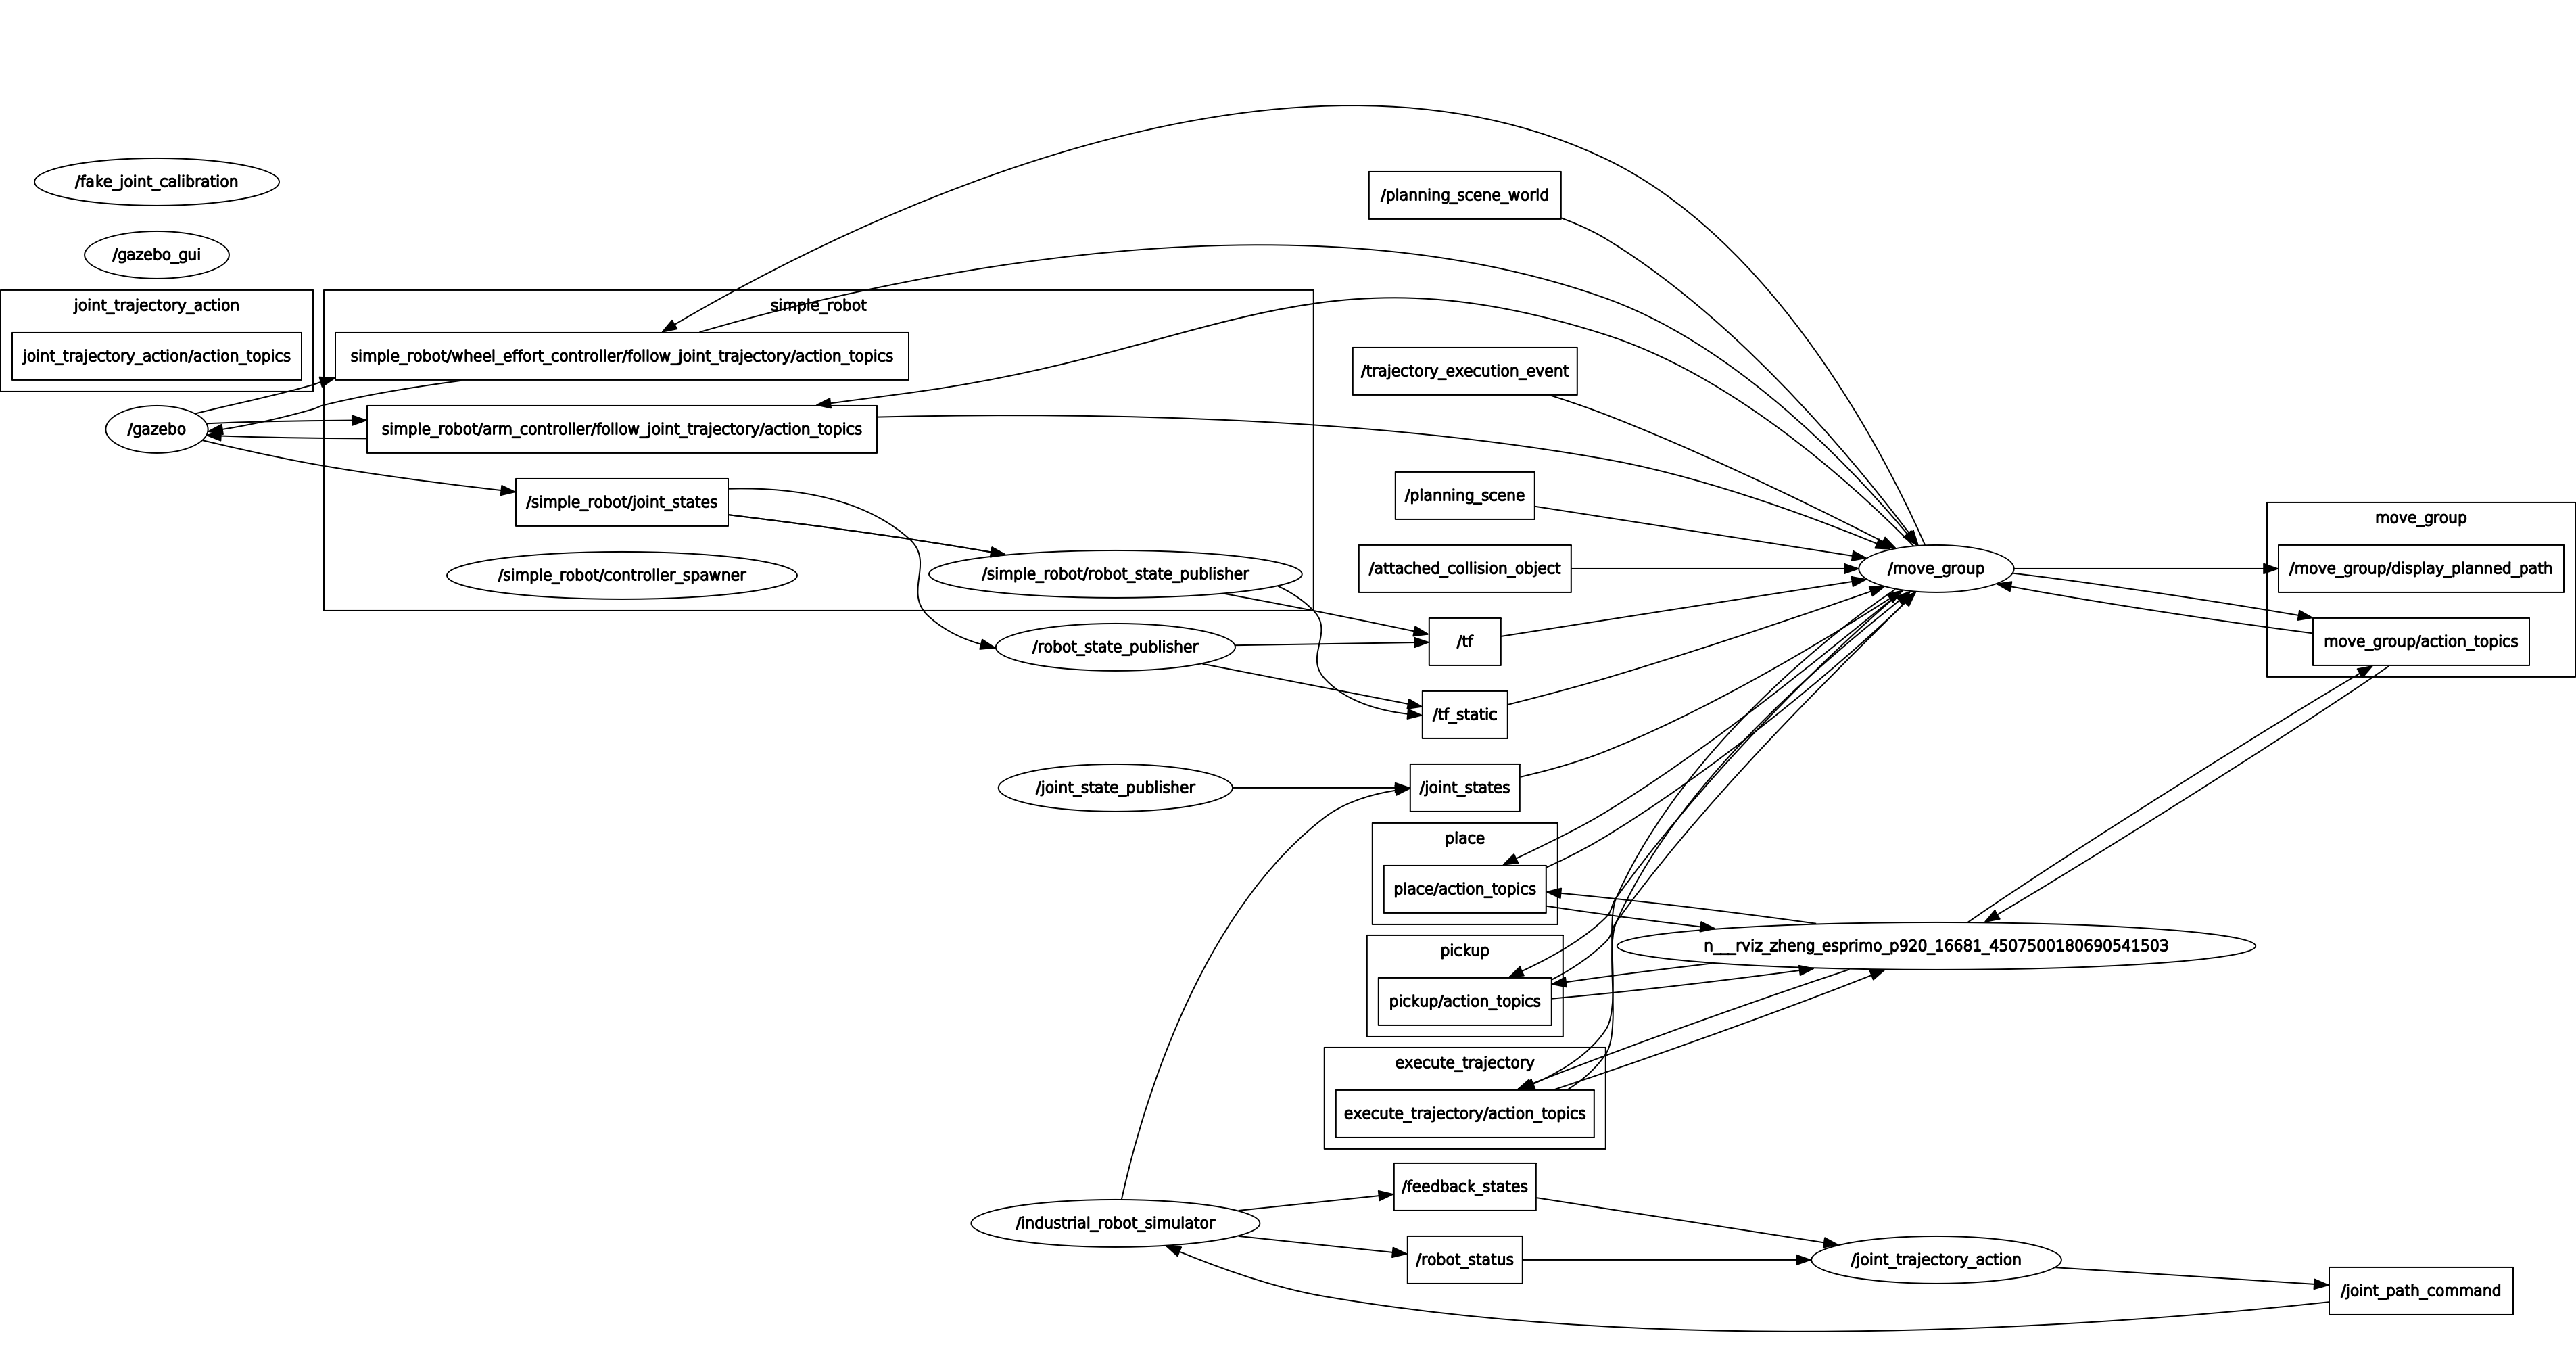 /fake_joint_calibration
/gazebo_gui
joint_trajectory_action
joint_trajectory_action/action_topics
/gazebo
simple_robot
simple_robot/wheel_effort_controller/follow_joint_trajectory/action_topics
simple_robot/arm_controller/follow_joint_trajectory/action_topics
/simple_robot/joint_states
/simple_robot/controller_spawner
/simple_robot/robot_state_publisher
/robot_state_publisher
/joint_state_publisher
/industrial_robot_simulator
/planning_scene_world
/trajectory_execution_event
/planning_scene
/attached_collision_object
/tf
/tf_static
/joint_states
place
place/action_topics
pickup
pickup/action_topics
execute_trajectory
execute_trajectory/action_topics
/feedback_states
/robot_status
/move_group
n___rviz_zheng_esprimo_p920_16681_4507500180690541503
/joint_trajectory_action
move_group
/move_group/display_planned_path
move_group/action_topics
/joint_path_command